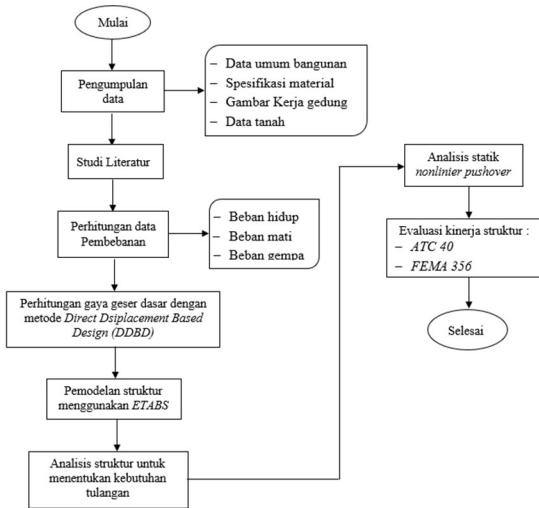 Mulai
Pengumpulan
data
– Data umum bangunan
– Spesifikasi material
– Gambar Kerja gedung
– Data tanah
Studi Literatur
Perhitungan data
Pembebanan
– Beban hidup
– Beban mati
– Beban gempa
Perhitungan gaya geser dasar dengan
metode Direct Dsiplacement Based
Design (DDBD)
Pemodelan struktur
menggunakan ETABS
Analisis struktur untuk
menentukan kebutuhan
tulangan
Analisis statik
nonlinier pushover
Evaluasi kinerja struktur :
– ATC 40
– FEMA 356
Selesai